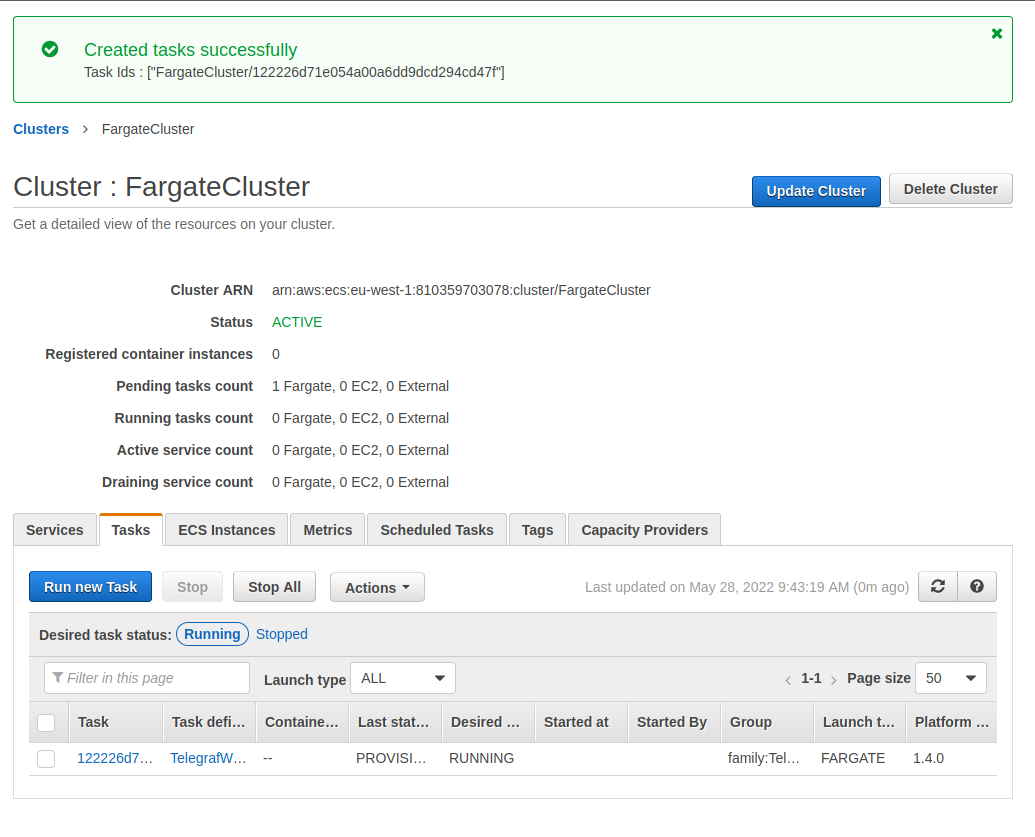 Created tasks successfully
Task Ids : ["FargateCluster/122226d71e054a00a6dd9dcd294cd47f"]
Clusters > FargateCluster
Cluster : FargateCluster
Update Cluster Delete Cluster
Get a detailed view of the resources on your cluster.
Cluster ARN arn:aws:ecs:eu-west-1:810359703078:cluster/FargateCluster
Status ACTIVE
Registered container instances 0
Pending tasks count 1 Fargate, 0 EC2, 0 External
Running tasks count 0 Fargate, 0 EC2, 0 External
Active service count 0 Fargate, 0 EC2, 0 External
Draining service count 0 Fargate, 0 EC2, 0 External
Services Tasks ECS Instances Metrics Scheduled Tasks Tags Capacity Providers
Run new Task Stop Stop All Actions Last updated on May 28, 2022 9:43:19 AM (0m ago)
Desired task status: Running Stopped
Filter in this page Launch type ALL < 1-1 > Page size 50
Task Task defi... Containe... Last stat... Desired ... Started at Started By Group Launch t... Platform ...
122226d7... TelegrafW... -- PROVISI... RUNNING family:Tel... FARGATE 1.4.0